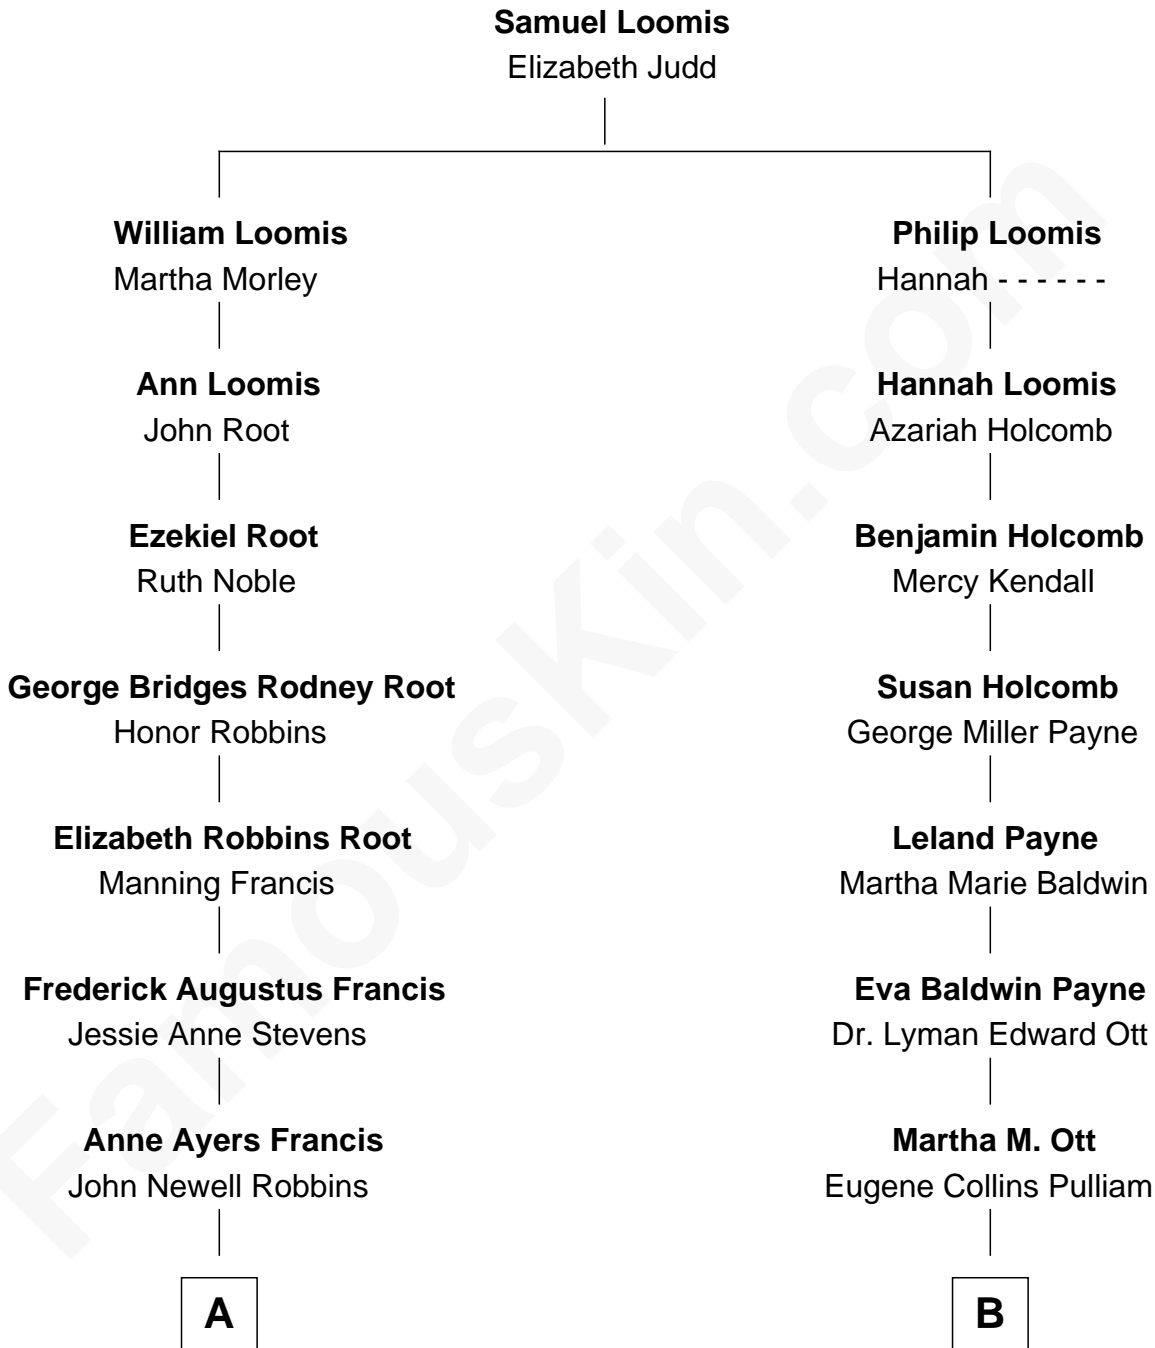 Samuel Loomis
Elizabeth Judd
William Loomis
Martha Morley
Philip Loomis
Hannah - - - - - -
Ann Loomis
John Root
Hannah Loomis
Azariah Holcomb
Ezekiel Root
Ruth Noble
Benjamin Holcomb
Mercy Kendall
George Bridges Rodney Root
Honor Robbins
Susan Holcomb
George Miller Payne
Elizabeth Robbins Root
Manning Francis
Leland Payne
Martha Marie Baldwin
Frederick Augustus Francis
Jessie Anne Stevens
Eva Baldwin Payne
Dr. Lyman Edward Ott
Anne Ayers Francis
John Newell Robbins
Martha M. Ott
Eugene Collins Pulliam
A
B
FamousKin.com